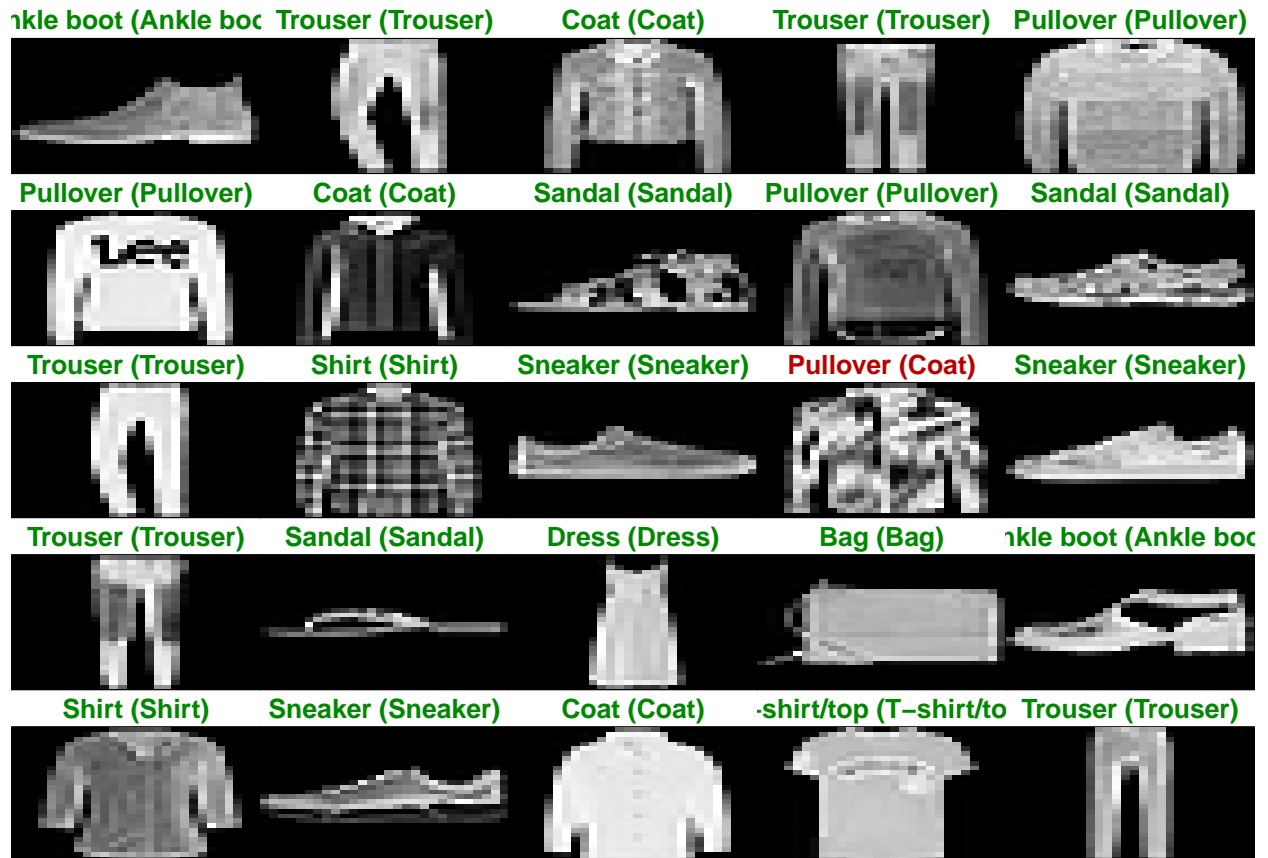 nkle boot (Ankle boo Trouser (Trouser) Coat (Coat) Trouser (Trouser) Pullover (Pullover)
Pullover (Pullover) Coat (Coat) Sandal (Sandal) Pullover (Pullover) Sandal (Sandal)
Lee
Trouser (Trouser) Shirt (Shirt) Sneaker (Sneaker) Pullover (Coat) Sneaker (Sneaker)
Trouser (Trouser) Sandal (Sandal) Dress (Dress) Bag (Bag) nkle boot (Ankle boo
Shirt (Shirt) Sneaker (Sneaker) Coat (Coat) -shirt/top (T−shirt/to Trouser (Trouser)